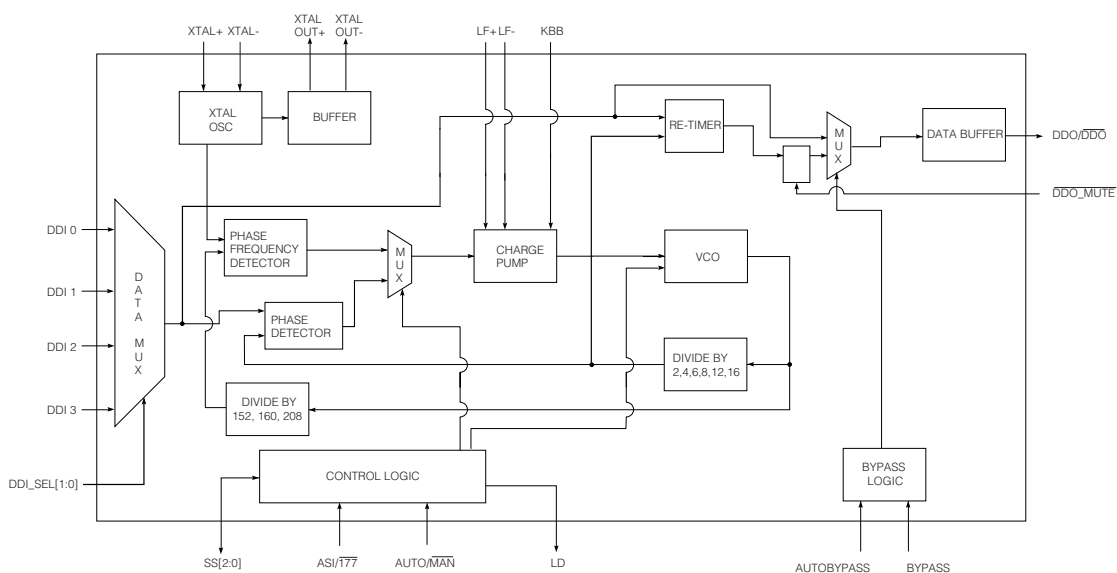 XTAL+ XTAL-
XTAL
OUT+
XTAL
OUT-
LF+ LF-
KBB
XTAL
OSC
BUFFER
RE-TIMER
MUX
DATA BUFFER
DDO/DDO
DDO_MUTE
DDI 0
DDI 1
DDI 2
DDI 3
DATA MUX
PHASE
FREQUENCY
DETECTOR
MUX
CHARGE
PUMP
VCO
PHASE
DETECTOR
DIVIDE BY
2,4,6,8,12,16
DIVIDE BY
152, 160, 208
DDI_SEL[1:0]
CONTROL LOGIC
BYPASS
LOGIC
SS[2:0]
ASI/177
AUTO/MAN
LD
AUTOBYPASS
BYPASS